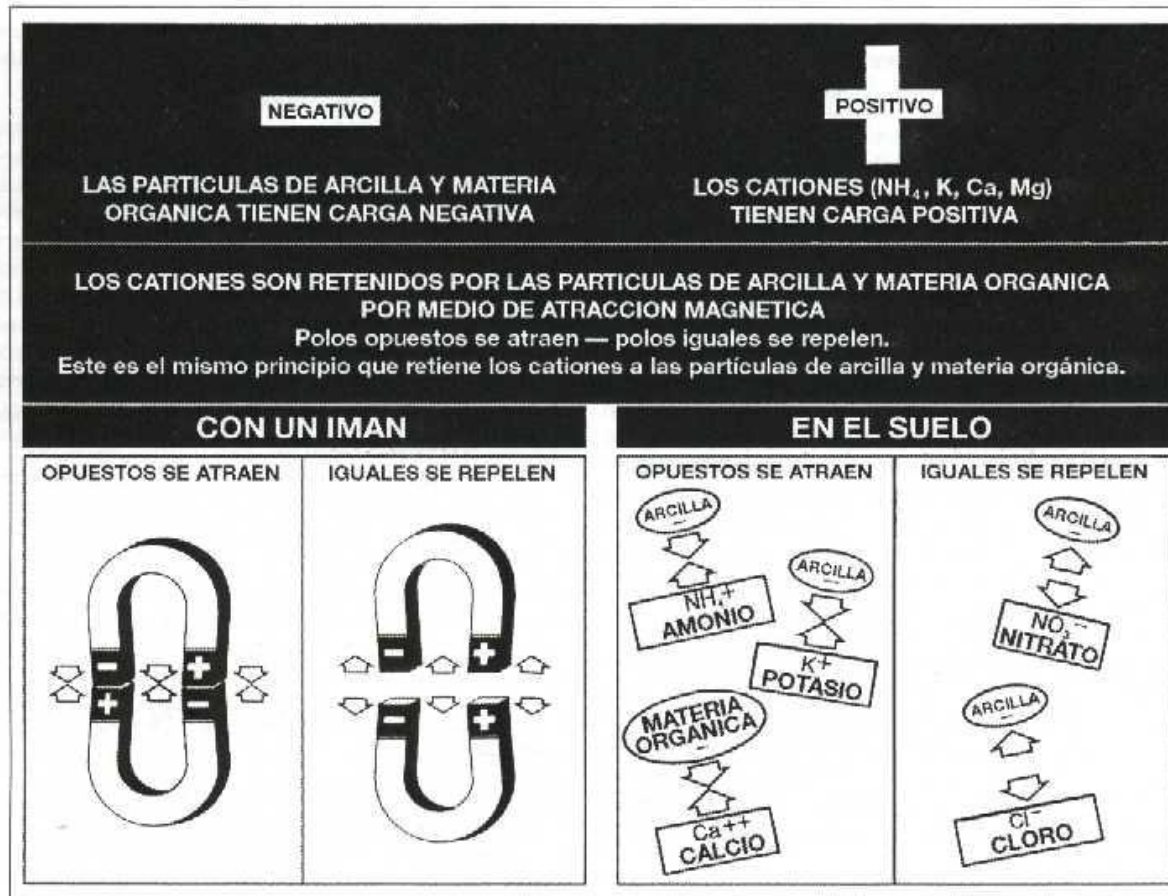 NEGATIVO
LAS PARTICULAS DE ARCILLA Y MATERIA
ORGANICA TIENEN CARGA NEGATIVA
POSITIVO
LOS CATIONES (NH₄, K, Ca, Mg)
TIENEN CARGA POSITIVA
LOS CATIONES SON RETENIDOS POR LAS PARTICULAS DE ARCILLA Y MATERIA ORGANICA
POR MEDIO DE ATRACCION MAGNETICA
Polos opuestos se atraen — polos iguales se repelen.
Este es el mismo principio que retiene los cationes a las partículas de arcilla y materia orgánica.
CON UN IMAN
OPUESTOS SE ATRAEN
- +
+ -
IGUALES SE REPELEN
- +
- +
EN EL SUELO
OPUESTOS SE ATRAEN
ARCILLA
−
NH₄+
AMONIO
ARCILLA
−
K+
POTASIO
MATERIA
ORGANICA
−
Ca++
CALCIO
IGUALES SE REPELEN
ARCILLA
−
NO₃−
NITRATO
ARCILLA
−
Cl−
CLORO